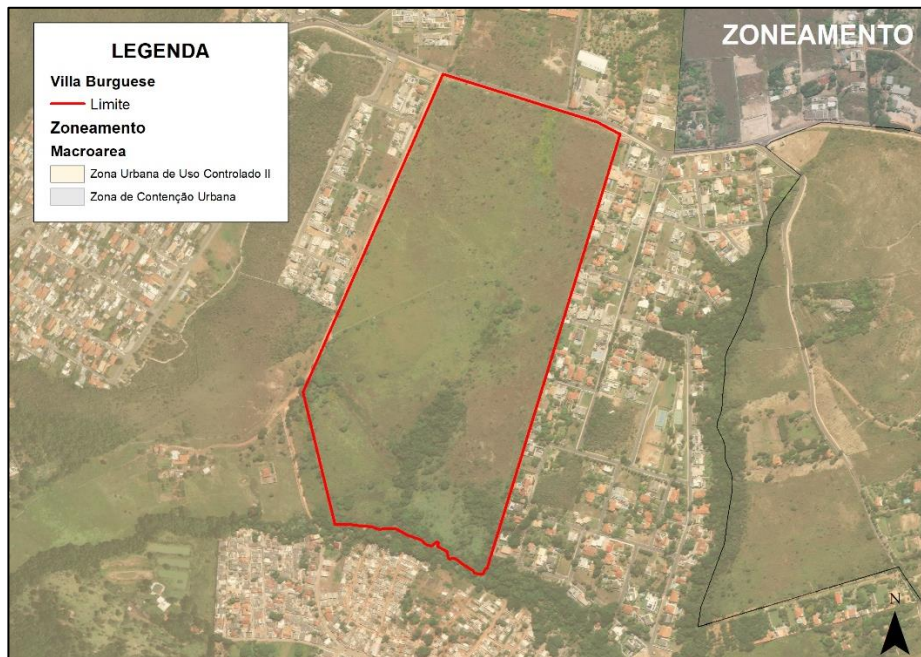 ZONEAMENTO
LEGENDA
Villa Burguese
Limite
Zoneamento
Macroarea
Zona Urbana de Uso Controlado II
Zona de Contenção Urbana
N